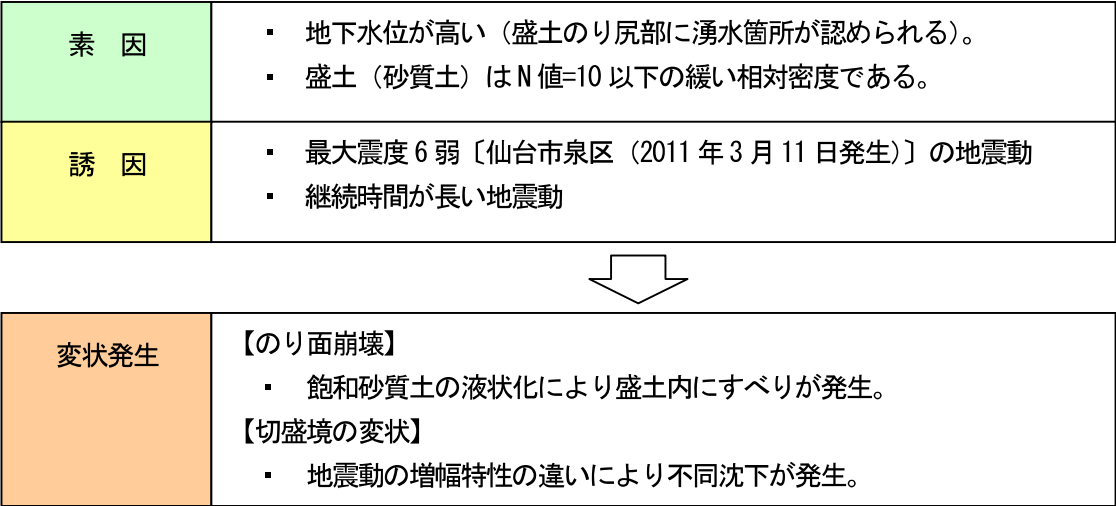 素　因
・　地下水位が高い（盛土のり尻部に湧水箇所が認められる）。
・　盛土（砂質土）はＮ値=10 以下の緩い相対密度である。
誘　因
・　最大震度 6 弱〔仙台市泉区（2011 年 3 月 11 日発生）〕の地震動
・　継続時間が長い地震動
変状発生
【のり面崩壊】
・　飽和砂質土の液状化により盛土内にすべりが発生。
【切盛境の変状】
・　地震動の増幅特性の違いにより不同沈下が発生。